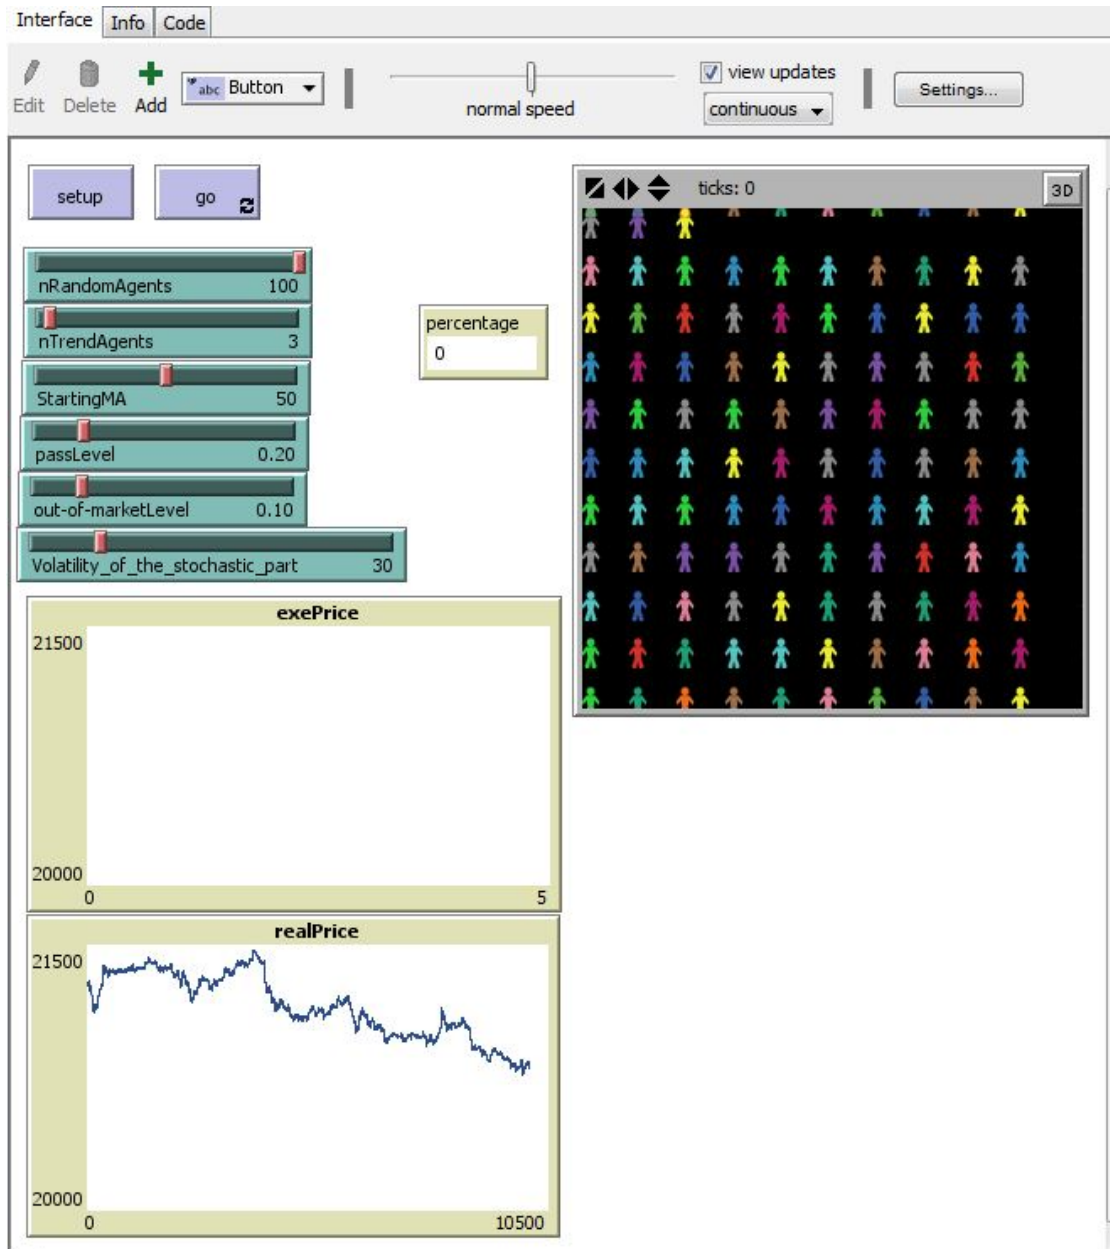 Interface Info Code
abc Button
view updates
Edit Delete Add
normal speed
continuous
Settings...
setup
go
ticks: 0
3D
nRandomAgents 100
nTrendAgents 3
percentage
0
StartingMA 50
passLevel 0.20
out-of-marketLevel 0.10
Volatility_of_the_stochastic_part 30
exePrice
21500
20000
0 5
realPrice
21500
20000
0 10500